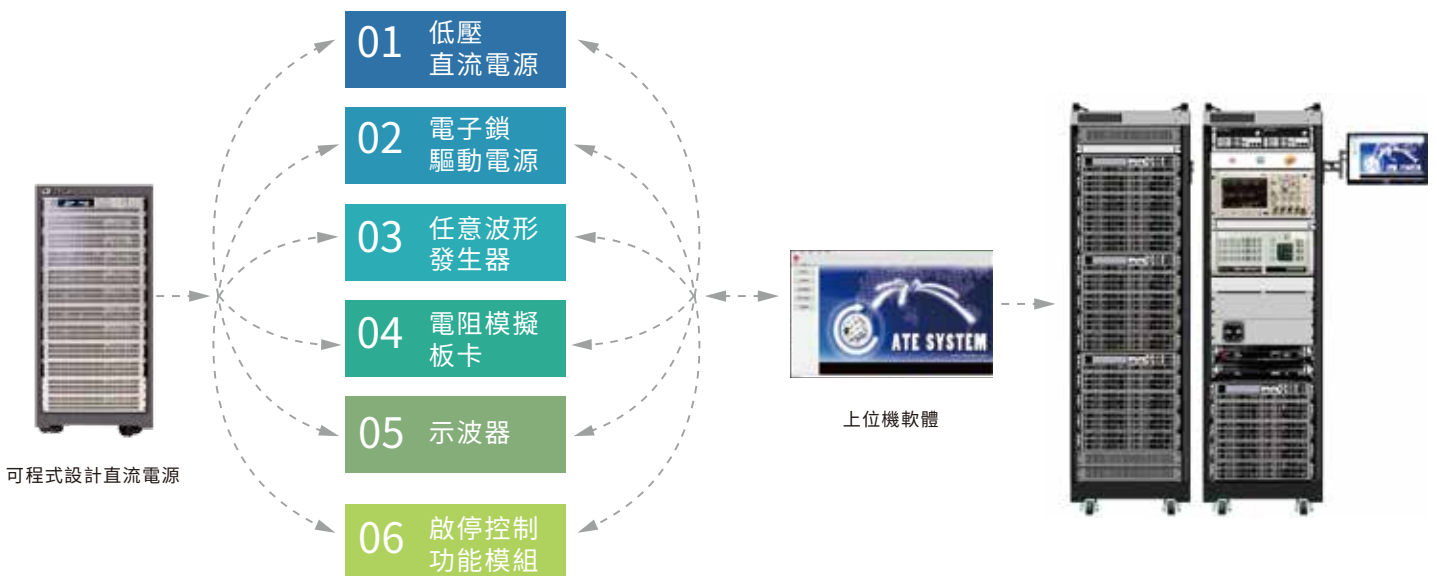 01
低壓
直流電源
02
電子鎖
驅動電源
03
任意波形
發生器
04
電阻模擬
板卡
05
示波器
06
啟停控制
功能模組
可程式設計直流電源
ATE SYSTEM
上位機軟體